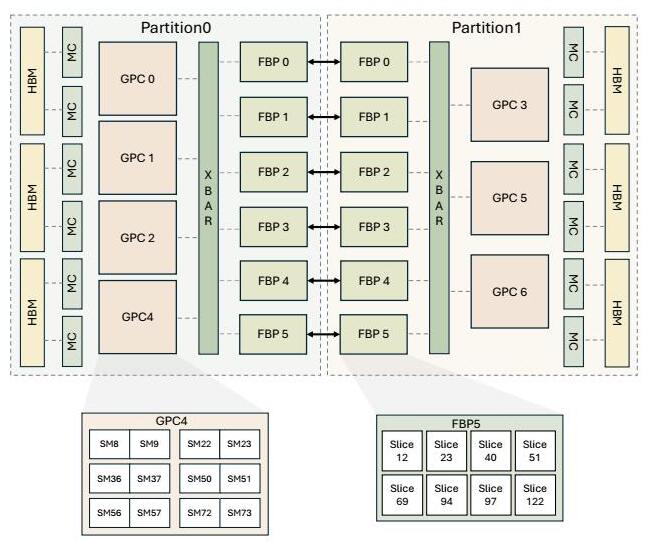 Partition0
Partition1
HBM
MC
MC
HBM
MC
MC
HBM
MC
MC
GPC 0
GPC 1
GPC 2
GPC4
XBAR
FBP 0
FBP 1
FBP 2
FBP 3
FBP 4
FBP 5
FBP 0
FBP 1
FBP 2
FBP 3
FBP 4
FBP 5
XBAR
GPC 3
GPC 5
GPC 6
MC
MC
HBM
MC
MC
HBM
MC
MC
HBM
GPC4
SM8 SM9 SM22 SM23
SM36 SM37 SM50 SM51
SM56 SM57 SM72 SM73
FBP5
Slice Slice Slice Slice
12 23 40 51
Slice Slice Slice Slice
69 94 97 122